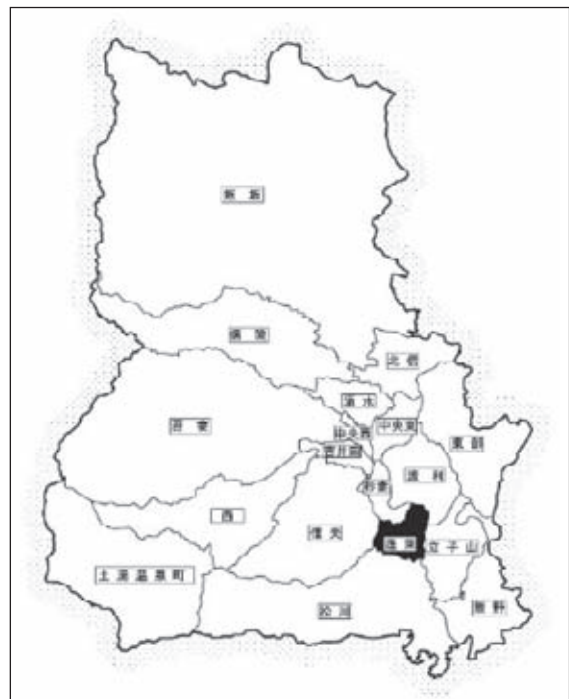 飯坂
信陵
北信
清水
吾妻
中央西
中央東
東部
吉井田
渡利
杉妻
西
信夫
蓬莱
立子山
土湯温泉町
松川
飯野